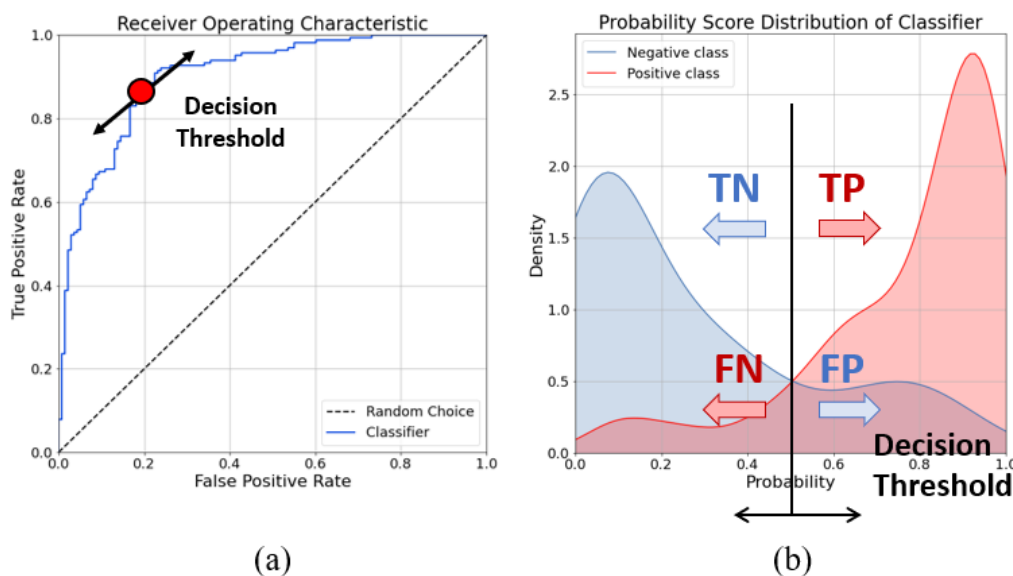 Receiver Operating Characteristic
1.0
0.8
0.6
0.4
0.2
0.0
True Positive Rate
Decision
Threshold
Random Choice
Classifier
0.0 0.2 0.4 0.6 0.8 1.0
False Positive Rate
(a)
Probability Score Distribution of Classifier
Negative class
Positive class
2.5
2.0
1.5
1.0
0.5
0.0
Density
TN TP
FN FP
Decision
Threshold
0.0 0.2 0.4 0.6 0.8 1.0
Probability
(b)